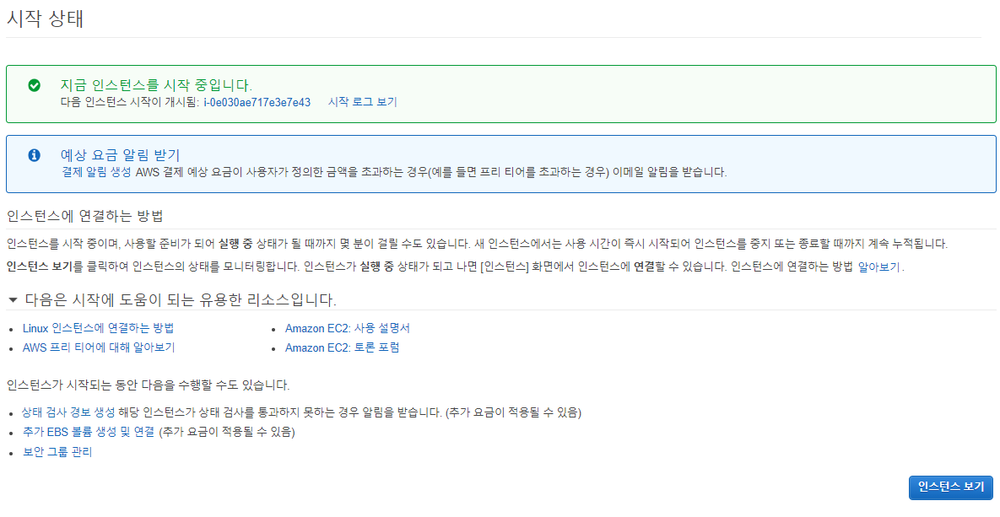 시작 상태
지금 인스턴스를 시작 중입니다.
다음 인스턴스 시작이 개시됨: i-0e030ae717e3e7e43 시작 로그 보기
예상 요금 알림 받기
결제 알림 생성 AWS 결제 예상 요금이 사용자가 정의한 금액을 초과하는 경우(예를 들면 프리 티어를 초과하는 경우) 이메일 알림을 받습니다.
인스턴스에 연결하는 방법
인스턴스를 시작 중이며, 사용할 준비가 되어 실행 중 상태가 될 때까지 몇 분이 걸릴 수도 있습니다. 새 인스턴스에서는 사용 시간이 즉시 시작되어 인스턴스를 중지 또는 종료할 때까지 계속 누적됩니다.
인스턴스 보기를 클릭하여 인스턴스의 상태를 모니터링합니다. 인스턴스가 실행 중 상태가 되고 나면 [인스턴스] 화면에서 인스턴스에 연결할 수 있습니다. 인스턴스에 연결하는 방법 알아보기.
▼ 다음은 시작에 도움이 되는 유용한 리소스입니다.
• Linux 인스턴스에 연결하는 방법
• AWS 프리 티어에 대해 알아보기
• Amazon EC2: 사용 설명서
• Amazon EC2: 토론 포럼
인스턴스가 시작되는 동안 다음을 수행할 수도 있습니다.
• 상태 검사 경보 생성 해당 인스턴스가 상태 검사를 통과하지 못하는 경우 알림을 받습니다. (추가 요금이 적용될 수 있음)
• 추가 EBS 볼륨 생성 및 연결 (추가 요금이 적용될 수 있음)
• 보안 그룹 관리
인스턴스 보기